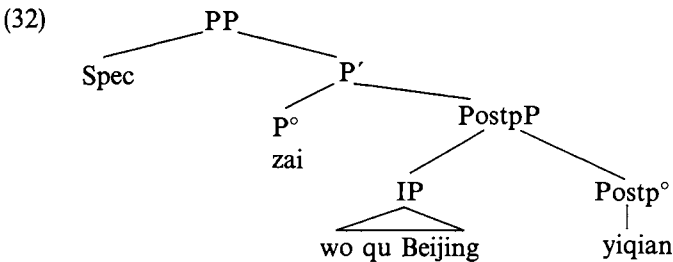 (32) PP
Spec P′
P° PostpP
zai
IP Postp°
wo qu Beijing yiqian